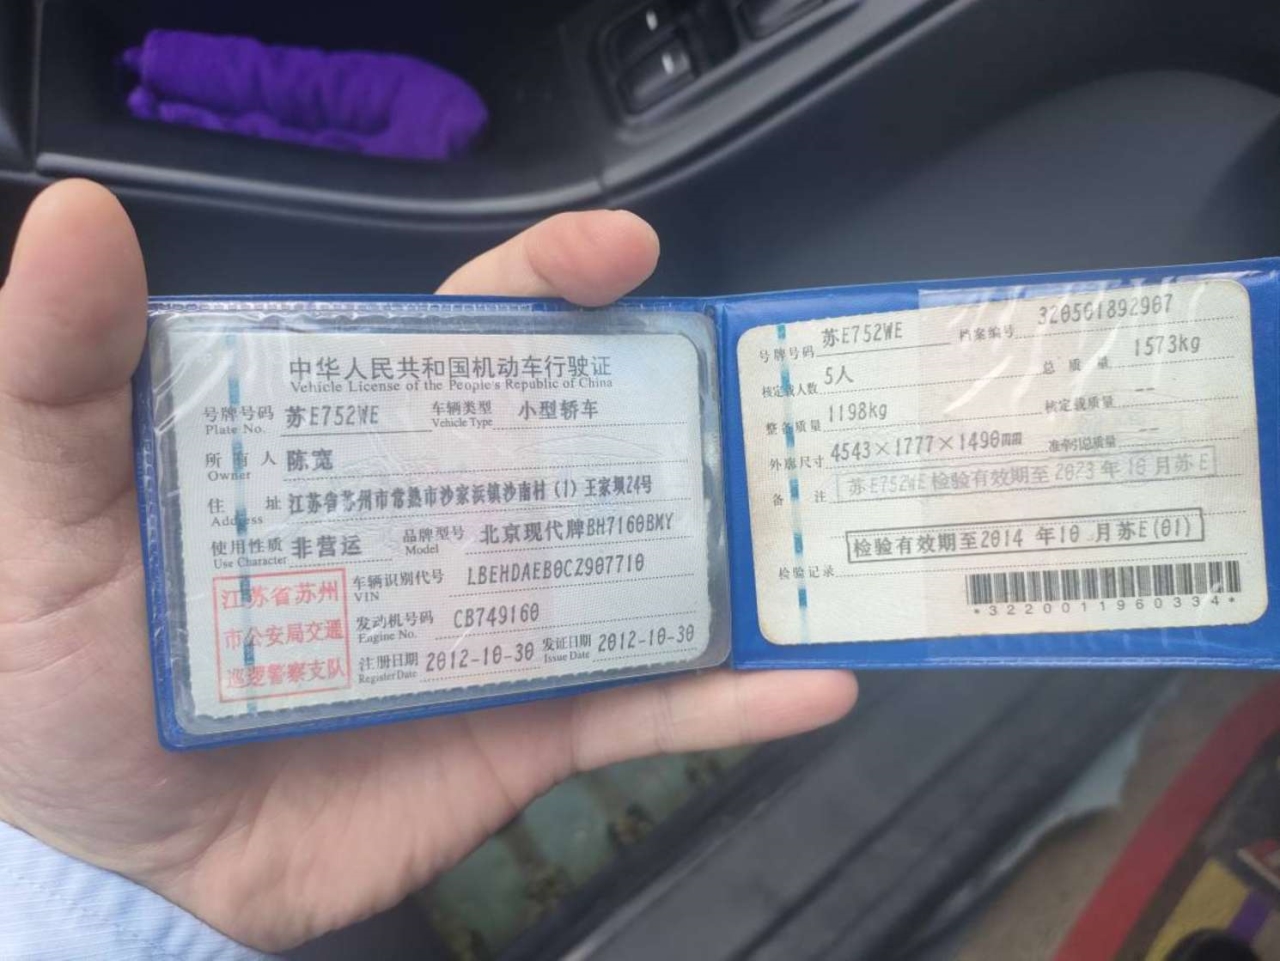 中华人民共和国机动车行驶证
Vehicle License of the People's Republic of China
号牌号码 苏E752WE 车辆类型 小型轿车
Plate No. Vehicle Type
所有人 陈宽
Owner
住址 江苏省苏州市常熟市沙家浜镇沙南村(1)王家坝24号
Address
使用性质 非营运 品牌型号 北京现代牌BH7160BMY
Use Character Model
江苏省苏州
市公安局交通
巡逻警察支队
车辆识别代号 LBEHDAEB0CZ907710
VIN
发动机号码 CB749160
Engine No.
注册日期 2012-10-30 发证日期 2012-10-30
Register Date Issue Date
号牌号码 苏E752WE 档案编号 320501892907
核定载人数 5人 总质量 1573kg
整备质量 1198kg 核定载质量 --
外廓尺寸 4543×1777×1490mm 准牵引总质量 --
备注 苏E752WE检验有效期至2023年10月苏E
检验有效期至2014年10月苏E(01)
检验记录
*3220011960334*